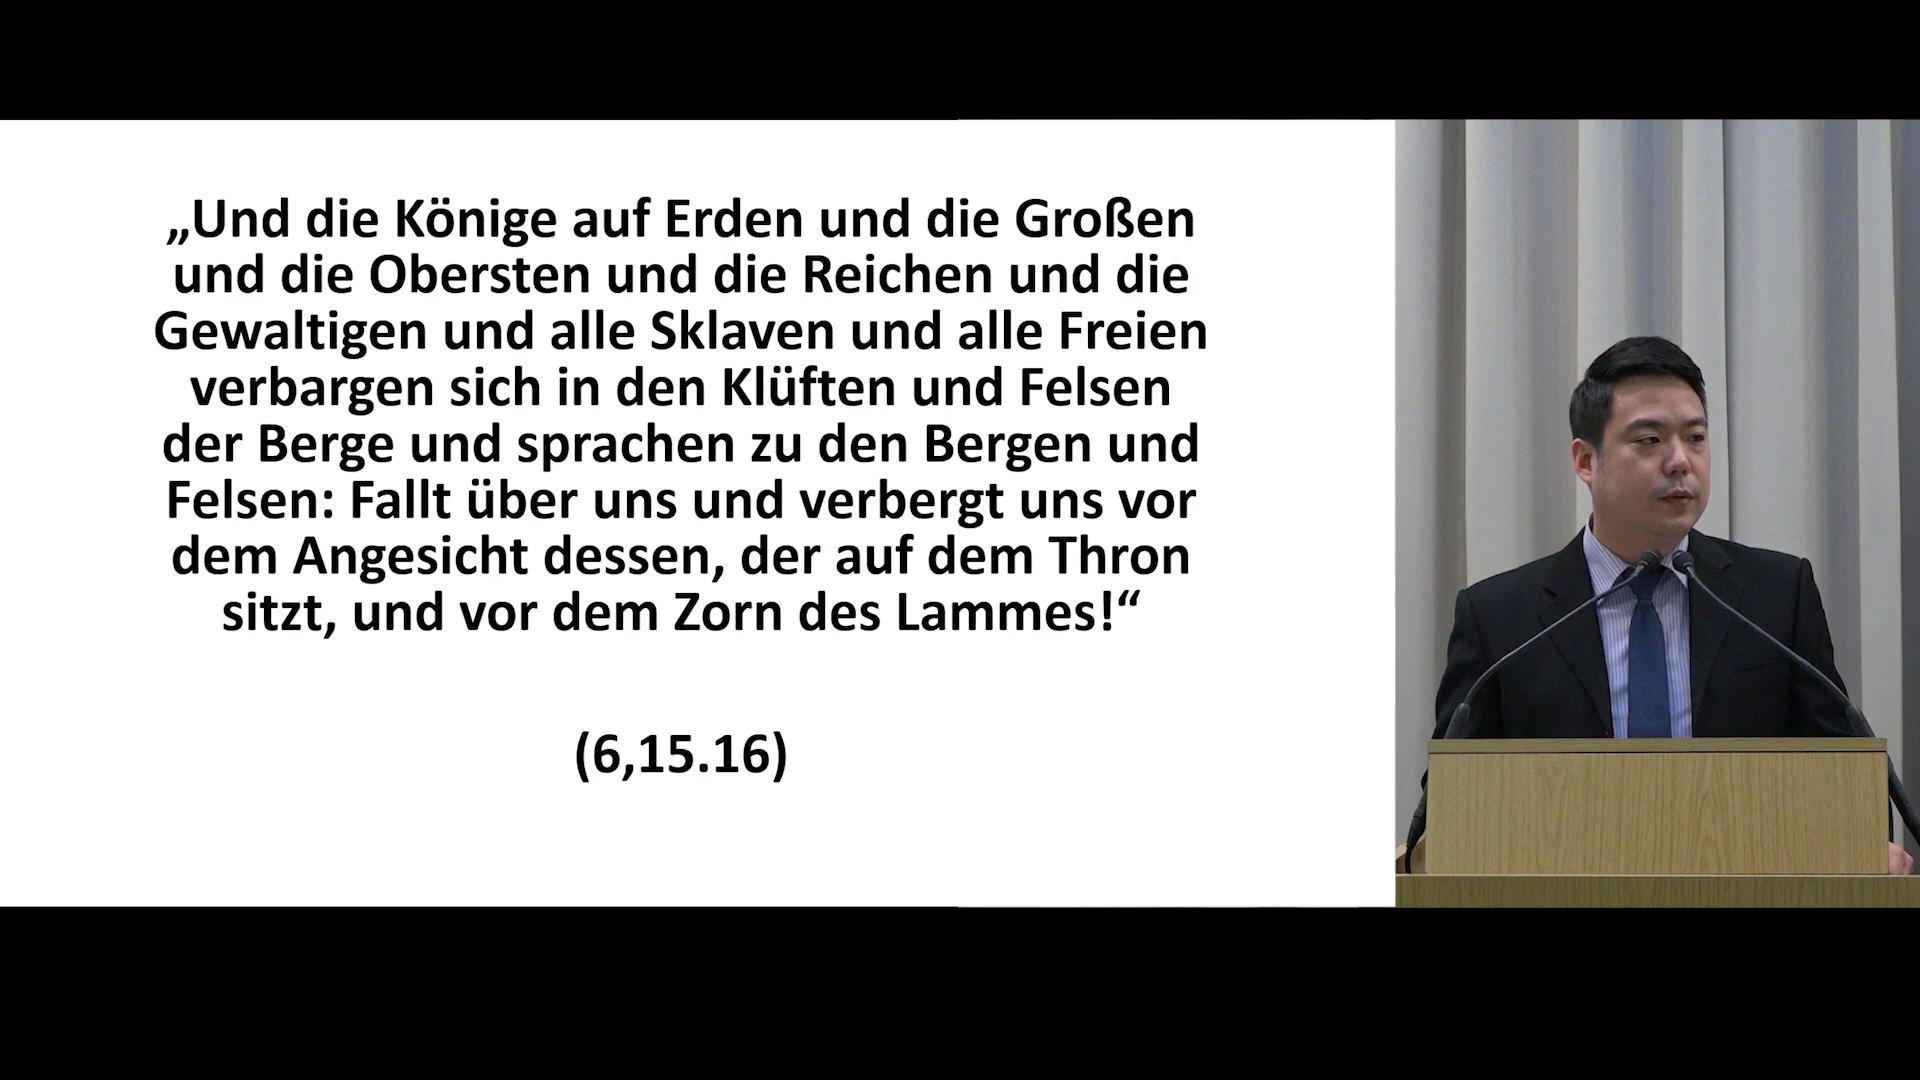 „Und die Könige auf Erden und die Großen
und die Obersten und die Reichen und die
Gewaltigen und alle Sklaven und alle Freien
verbargen sich in den Klüften und Felsen
der Berge und sprachen zu den Bergen und
Felsen: Fallt über uns und verbergt uns vor
dem Angesicht dessen, der auf dem Thron
sitzt, und vor dem Zorn des Lammes!“
(6,15.16)